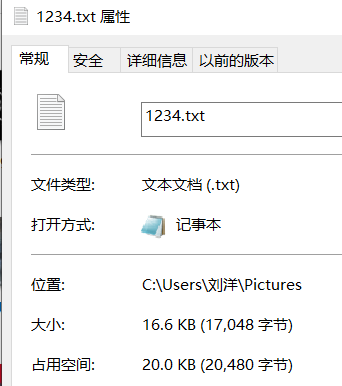 1234.txt 属性
常规 安全 详细信息 以前的版本
1234.txt
文件类型: 文本文档 (.txt)
打开方式: 记事本
位置: C:\Users\刘洋\Pictures
大小: 16.6 KB (17,048 字节)
占用空间: 20.0 KB (20,480 字节)